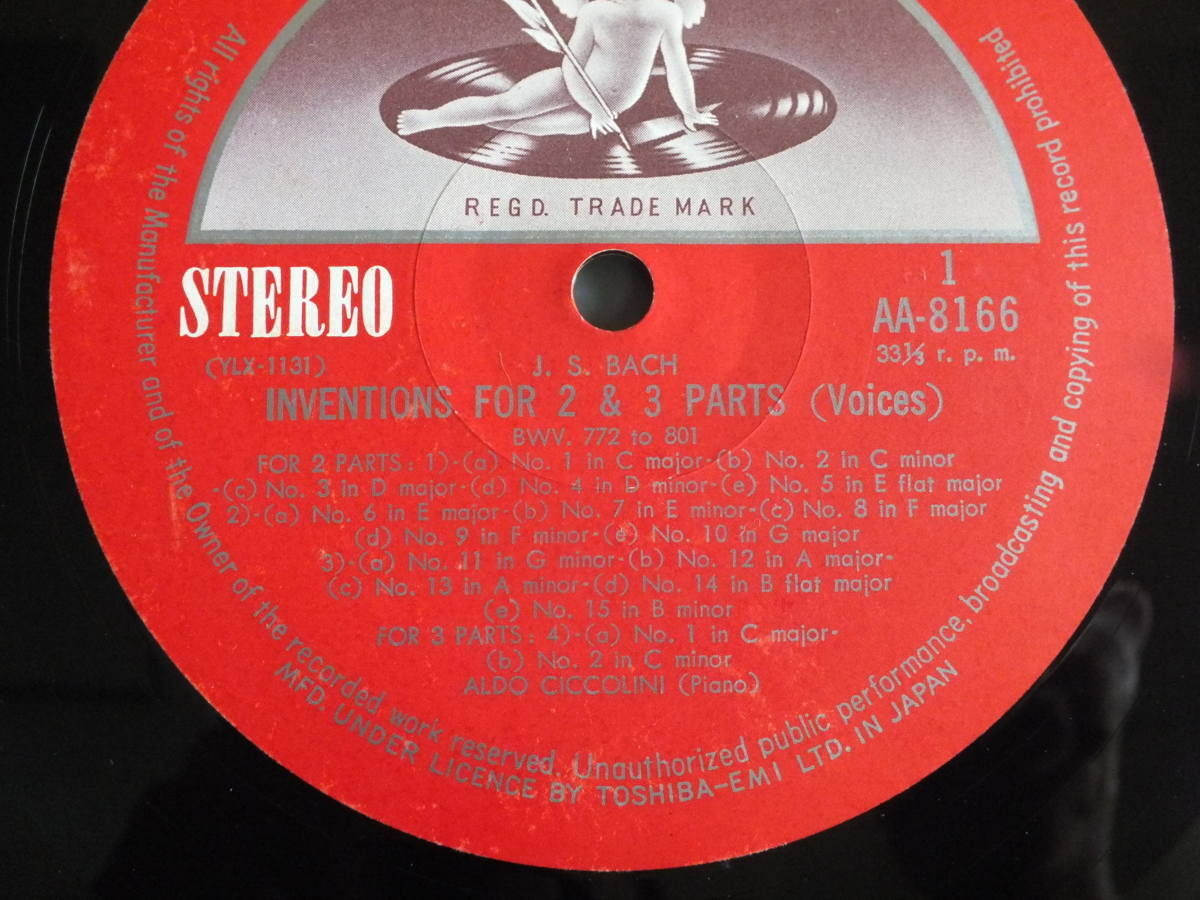 REGD. TRADE MARK
STEREO
1
AA-8166
(YLX-1131)
33⅓ r. p. m.
J. S. BACH
INVENTIONS FOR 2 & 3 PARTS (Voices)
BWV. 772 to 801
FOR 2 PARTS: 1)-(a) No. 1 in C major-(b) No. 2 in C minor
-(c) No. 3 in D major-(d) No. 4 in D minor-(e) No. 5 in E flat major
2)-(a) No. 6 in E major-(b) No. 7 in E minor-(c) No. 8 in F major
(d) No. 9 in F minor-(e) No. 10 in G major
3)-(a) No. 11 in G minor-(b) No. 12 in A major-
(c) No. 13 in A minor-(d) No. 14 in B flat major
(e) No. 15 in B minor
FOR 3 PARTS: 4)-(a) No. 1 in C major-
(b) No. 2 in C minor
ALDO CICCOLINI (Piano)
All rights of the Manufacturer and of the Owner of the recorded work reserved. Unauthorized public performance, broadcasting and copying of this record prohibited
MFD. UNDER LICENCE BY TOSHIBA-EMI LTD. IN JAPAN